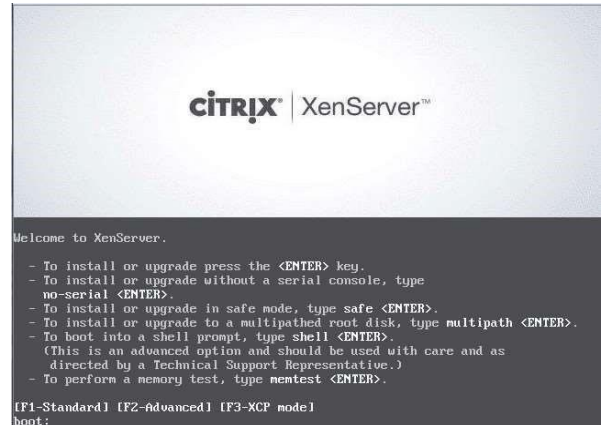 CİTRIX® | XenServer™
Welcome to XenServer.
- To install or upgrade press the <ENTER> key.
- To install or upgrade without a serial console, type
no-serial <ENTER>.
- To install or upgrade in safe mode, type safe <ENTER>.
- To install or upgrade to a multipathed root disk, type multipath <ENTER>.
- To boot into a shell prompt, type shell <ENTER>.
(This is an advanced option and should be used with care and as
directed by a Technical Support Representative.)
- To perform a memory test, type memtest <ENTER>.
[F1-Standard] [F2-Advanced] [F3-XCP mode]
boot: